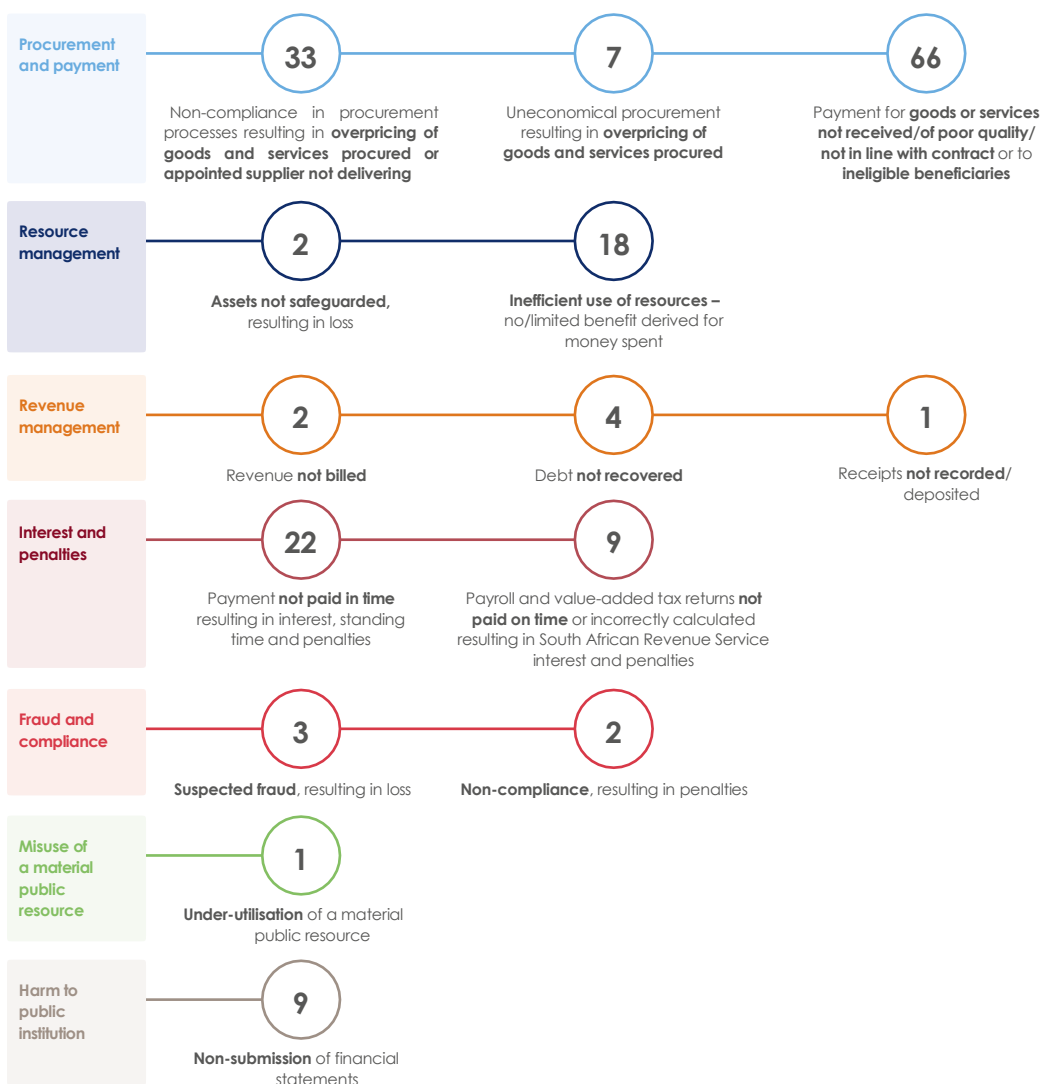 Procurement
and payment
33
7
66
Non-compliance in procurement
processes resulting in overpricing of
goods and services procured or
appointed supplier not delivering
Uneconomical procurement
resulting in overpricing of
goods and services procured
Payment for goods or services
not received/of poor quality/
not in line with contract or to
ineligible beneficiaries
Resource
management
2
18
Assets not safeguarded,
resulting in loss
Inefficient use of resources –
no/limited benefit derived for
money spent
Revenue
management
2
4
1
Revenue not billed
Debt not recovered
Receipts not recorded/
deposited
Interest and
penalties
22
9
Payment not paid in time
resulting in interest, standing
time and penalties
Payroll and value-added tax returns not
paid on time or incorrectly calculated
resulting in South African Revenue Service
interest and penalties
Fraud and
compliance
3
2
Suspected fraud, resulting in loss
Non-compliance, resulting in penalties
Misuse of
a material
public
resource
1
Under-utilisation of a material
public resource
Harm to
public
institution
9
Non-submission of financial
statements